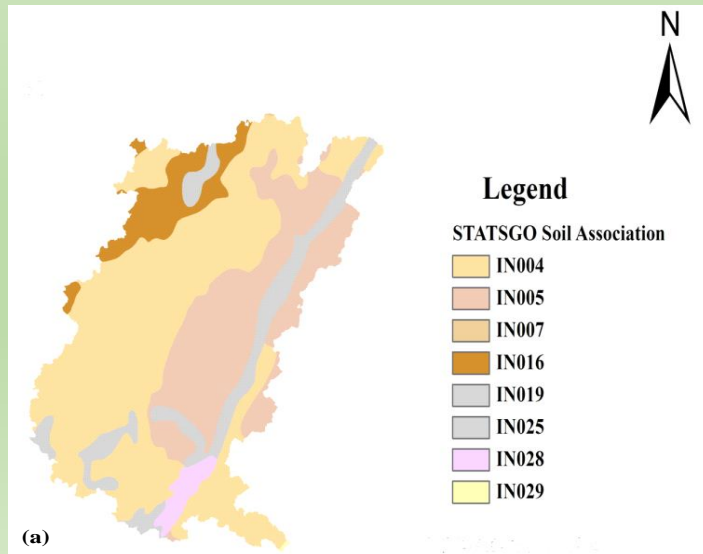 N
Legend
STATSGO Soil Association
IN004
IN005
IN007
IN016
IN019
IN025
IN028
IN029
(a)